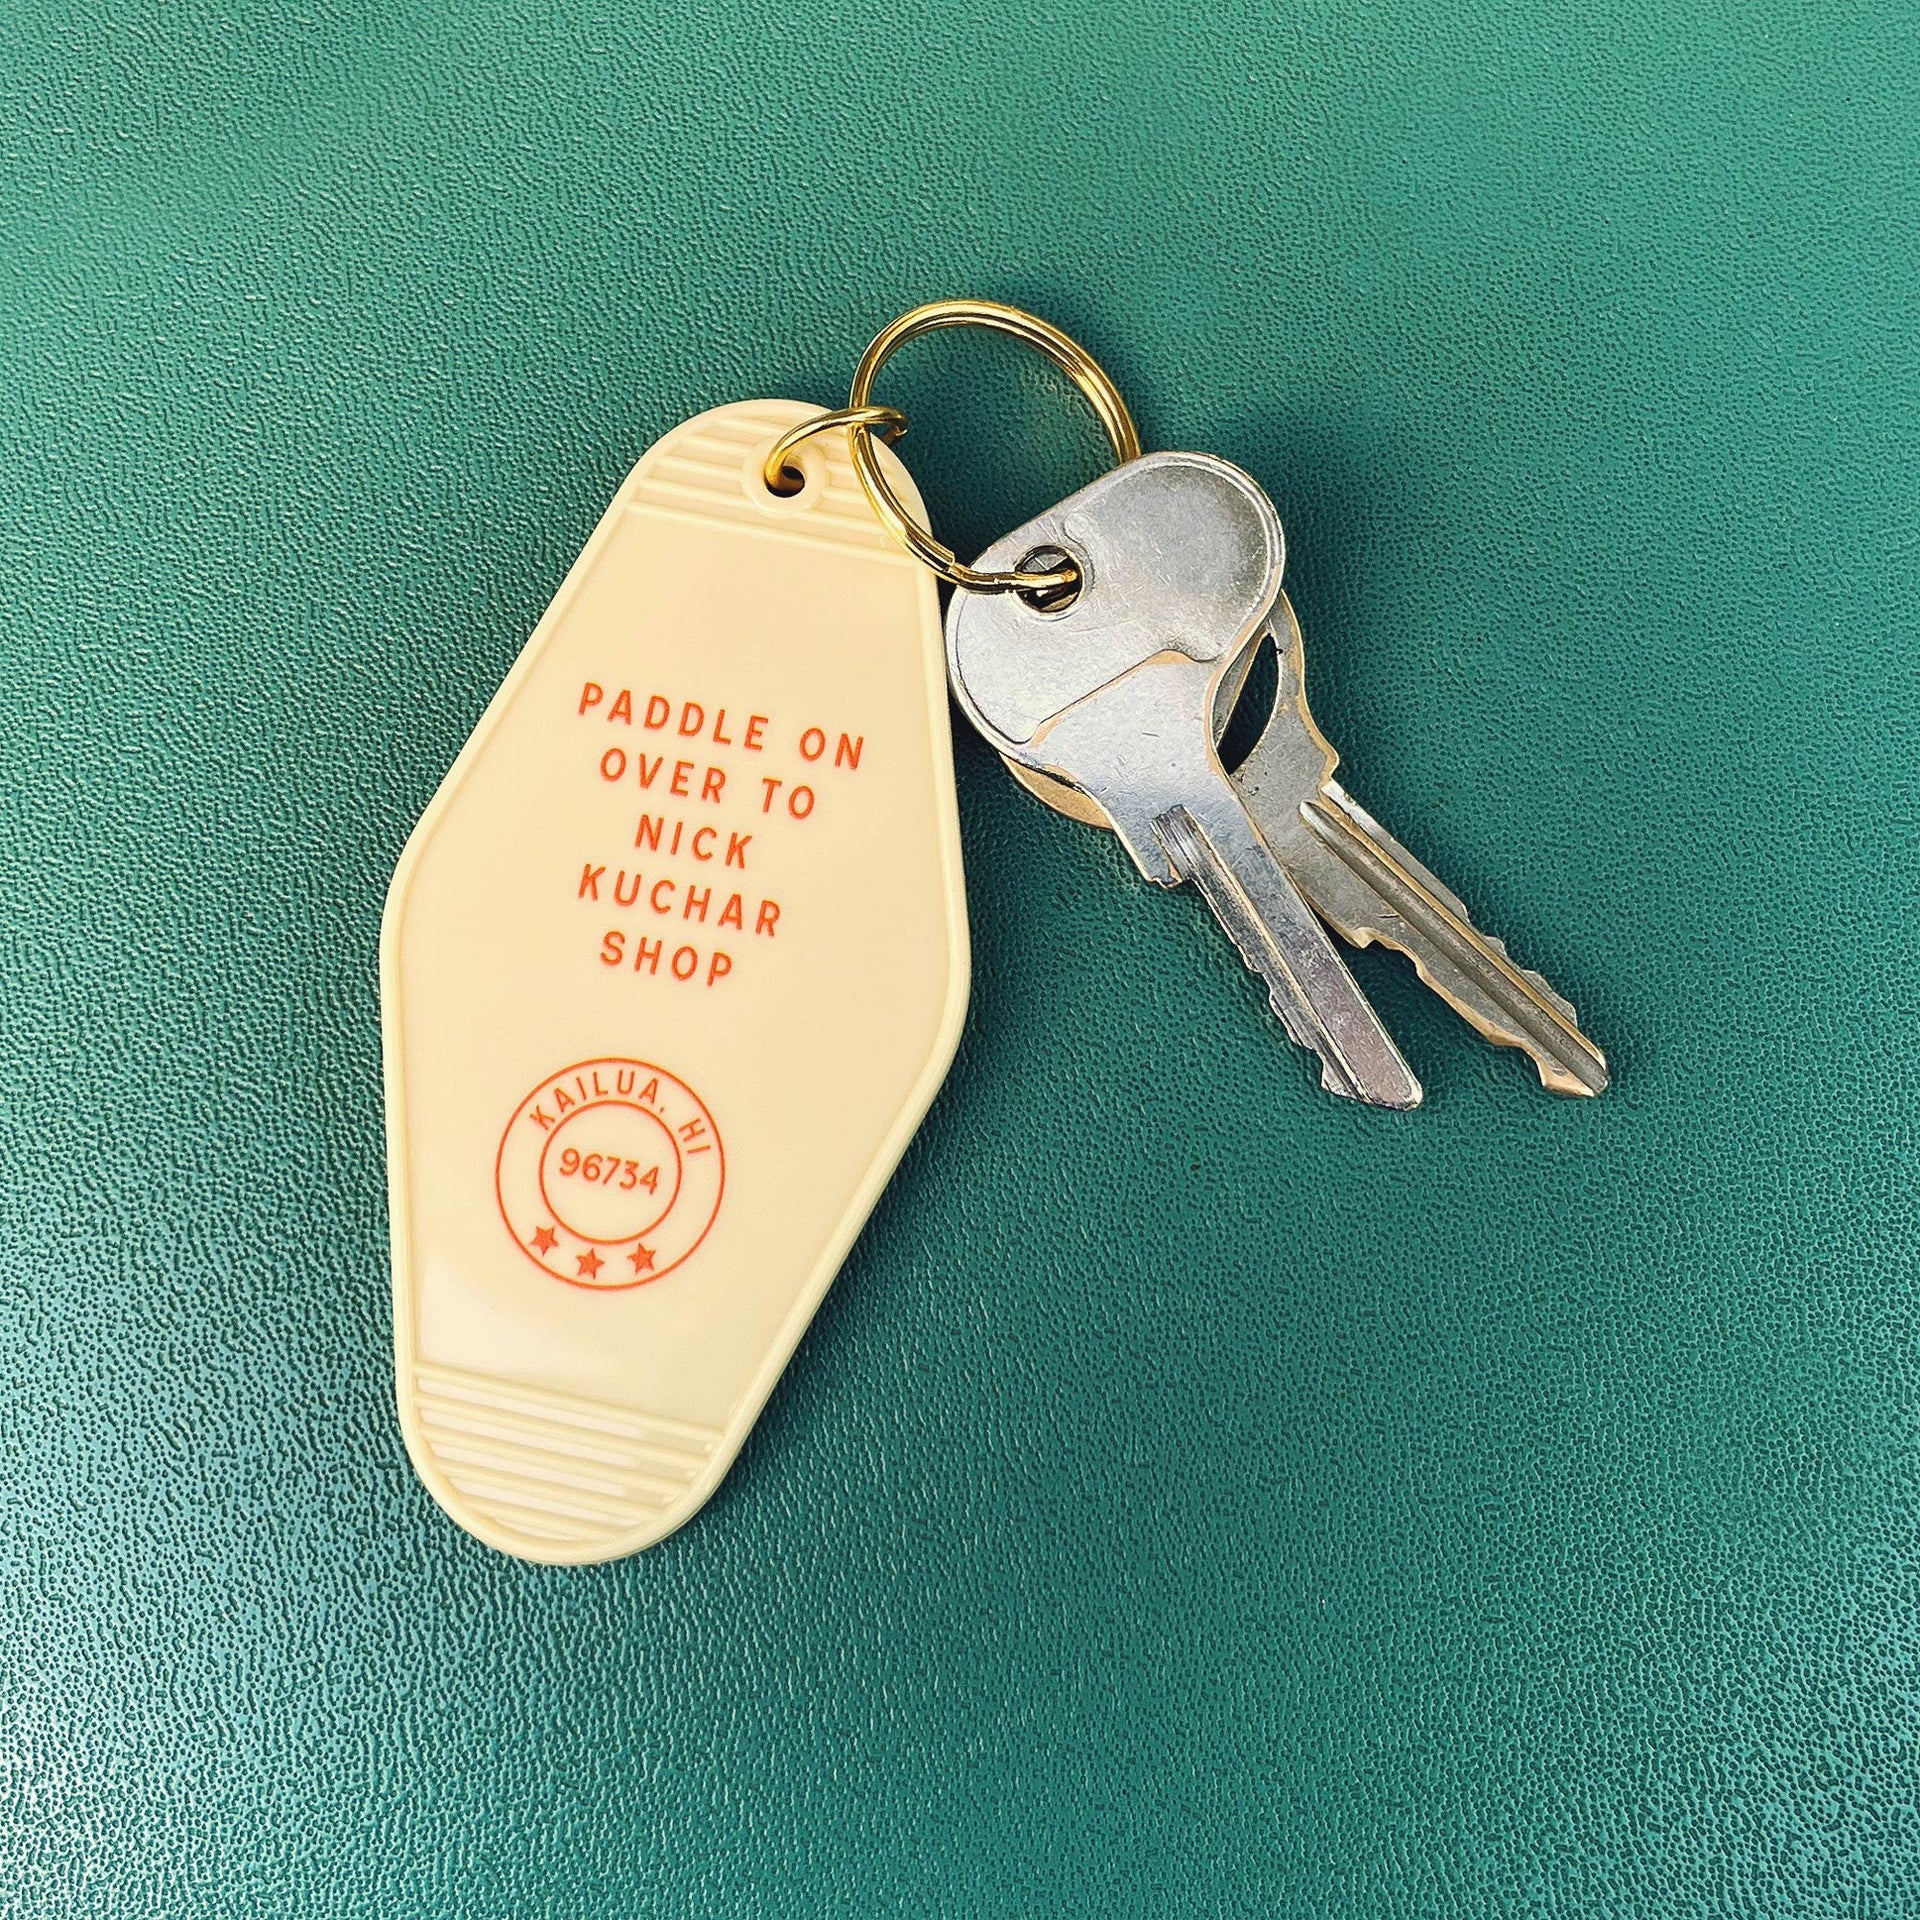 PADDLE ON
OVER TO
NICK
KUCHAR
SHOP
KAILUA, HI
96734